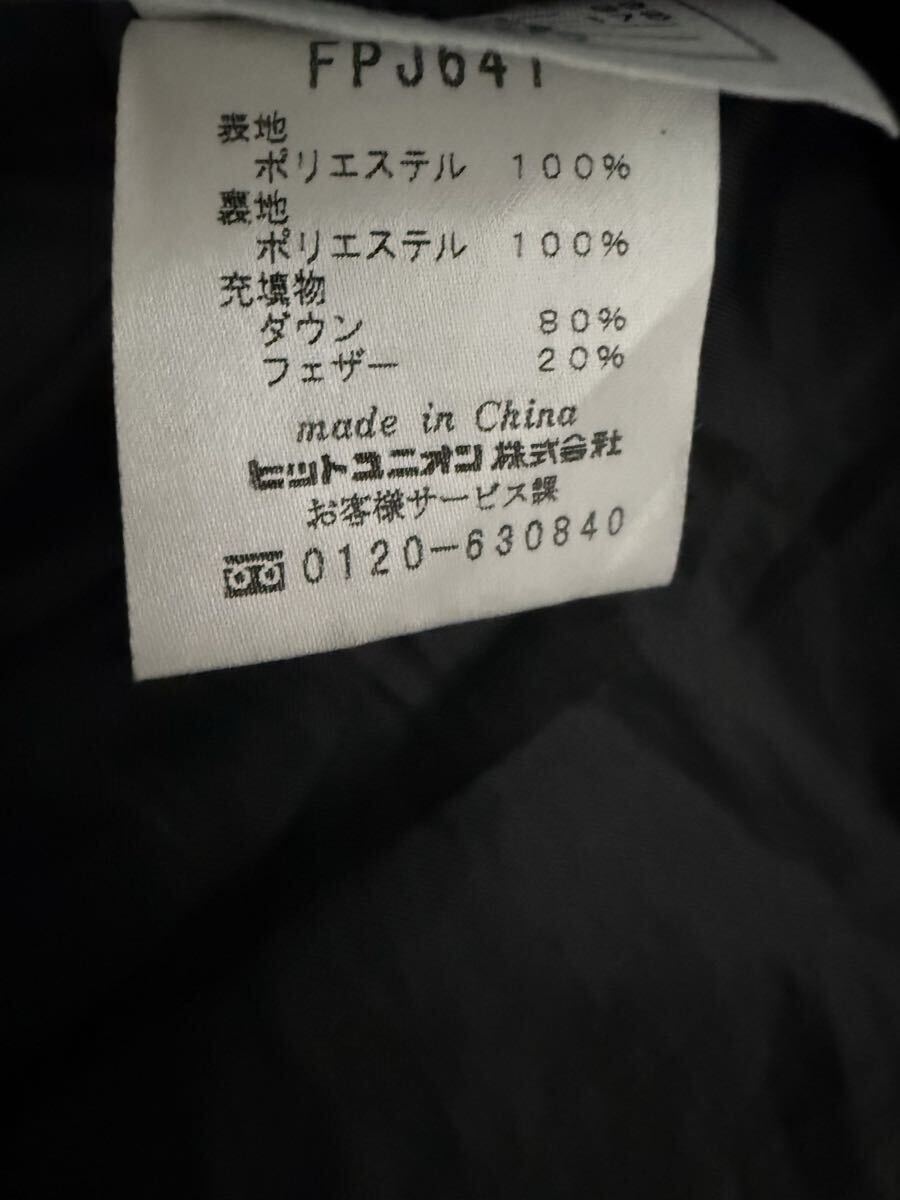 FPJ641
表地
ポリエステル 100%
裏地
ポリエステル 100%
充填物
ダウン 80%
フェザー 20%
made in China
ヒットユニオン株式会社
お客様サービス課
0120-630840